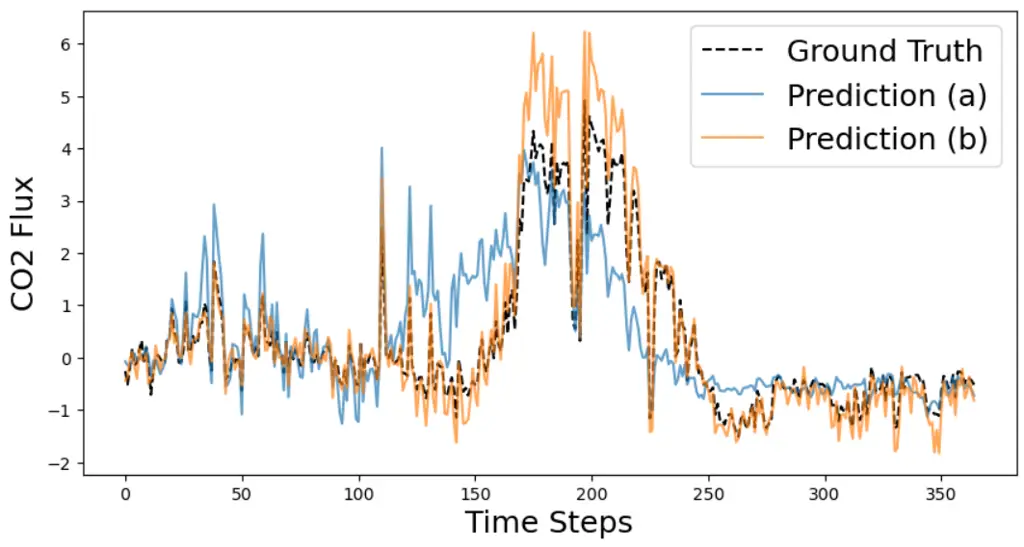 6
5
4
3
2
1
0
−1
−2
CO2 Flux
Ground Truth
Prediction (a)
Prediction (b)
0 50 100 150 200 250 300 350
Time Steps